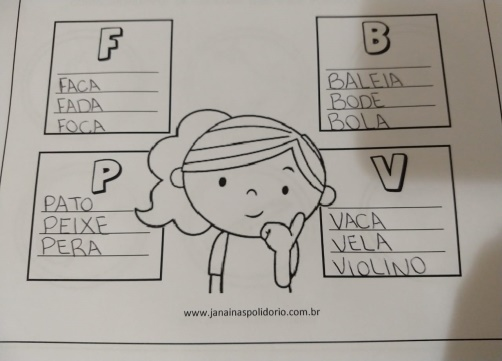 F
FACA
FADA
FOCA
B
BALEIA
BODE
BOLA
P
PATO
PEIXE
PERA
V
VACA
VELA
VIOLINO
www.janainaspolidorio.com.br